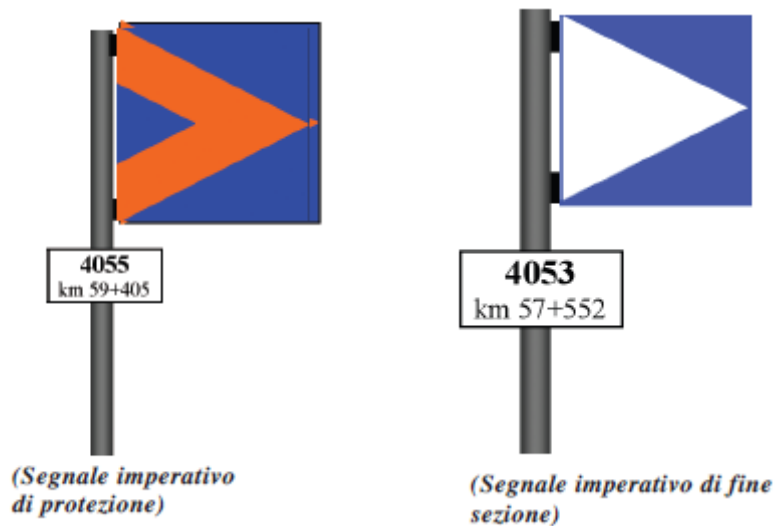 4055
km 59+405
(Segnale imperativo
di protezione)
4053
km 57+552
(Segnale imperativo di fine
sezione)